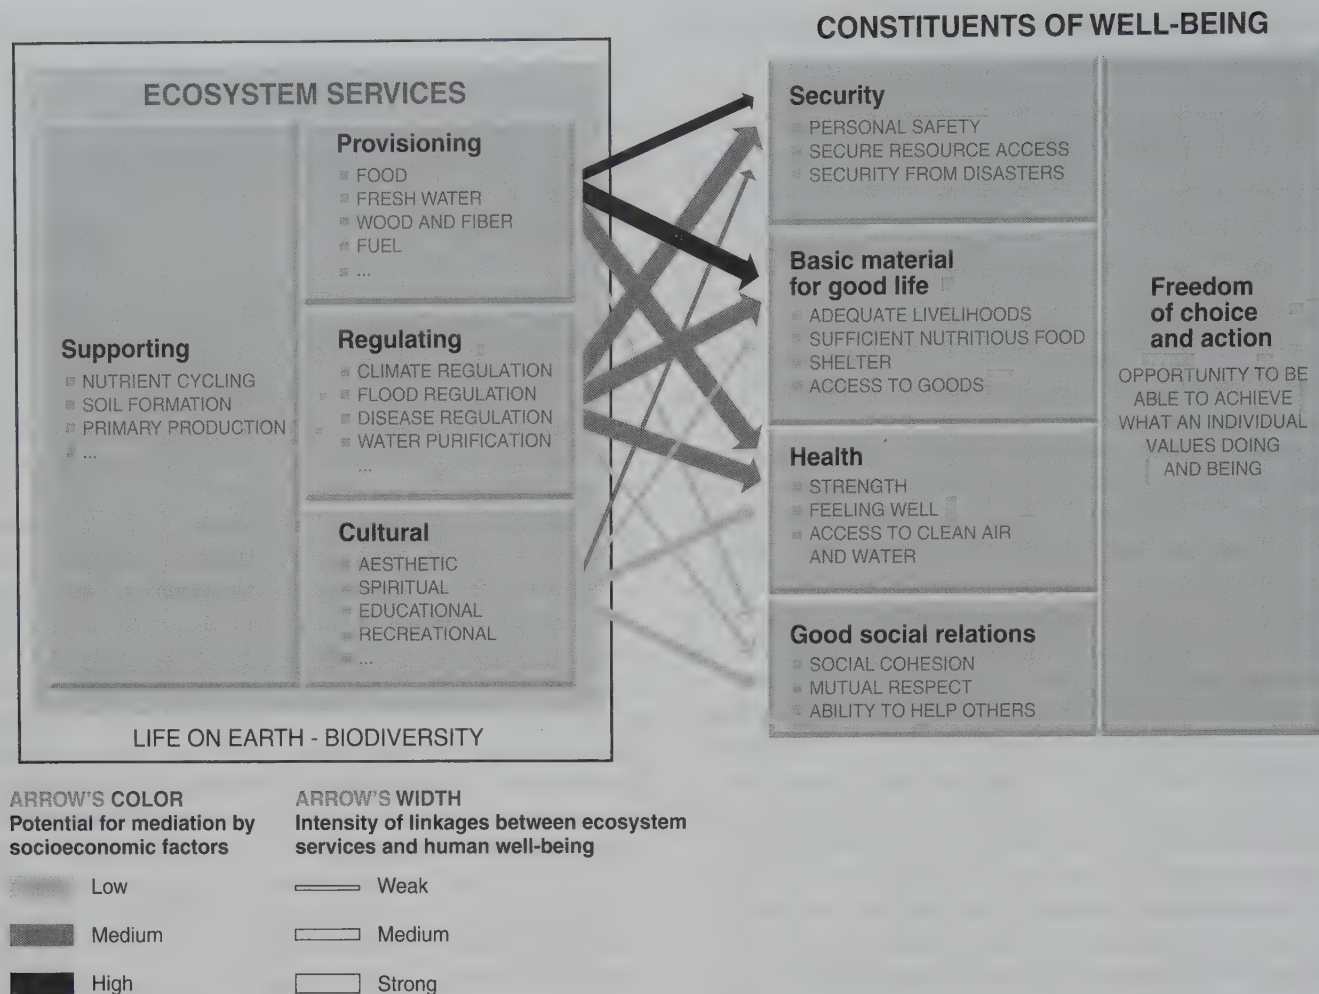 CONSTITUENTS OF WELL-BEING
ECOSYSTEM SERVICES
Supporting
NUTRIENT CYCLING
SOIL FORMATION
PRIMARY PRODUCTION
...
Provisioning
FOOD
FRESH WATER
WOOD AND FIBER
FUEL
...
Regulating
CLIMATE REGULATION
FLOOD REGULATION
DISEASE REGULATION
WATER PURIFICATION
...
Cultural
AESTHETIC
SPIRITUAL
EDUCATIONAL
RECREATIONAL
...
LIFE ON EARTH - BIODIVERSITY
Security
PERSONAL SAFETY
SECURE RESOURCE ACCESS
SECURITY FROM DISASTERS
Basic material
for good life
ADEQUATE LIVELIHOODS
SUFFICIENT NUTRITIOUS FOOD
SHELTER
ACCESS TO GOODS
Health
STRENGTH
FEELING WELL
ACCESS TO CLEAN AIR
AND WATER
Good social relations
SOCIAL COHESION
MUTUAL RESPECT
ABILITY TO HELP OTHERS
Freedom
of choice
and action
OPPORTUNITY TO BE
ABLE TO ACHIEVE
WHAT AN INDIVIDUAL
VALUES DOING
AND BEING
ARROW'S COLOR
Potential for mediation by
socioeconomic factors
Low
Medium
High
ARROW'S WIDTH
Intensity of linkages between ecosystem
services and human well-being
Weak
Medium
Strong